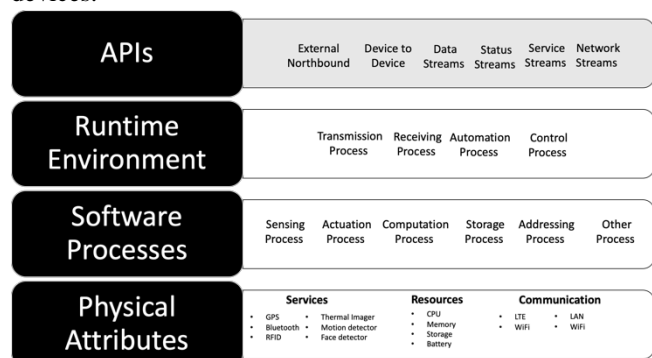 APIs
External Northbound
Device to Device
Data Streams
Status Streams
Service Streams
Network Streams
Runtime Environment
Transmission Process
Receiving Process
Automation Process
Control Process
Software Processes
Sensing Process
Actuation Process
Computation Process
Storage Process
Addressing Process
Other Process
Physical Attributes
Services
• GPS
• Bluetooth
• RFID
• Thermal Imager
• Motion detector
• Face detector
Resources
• CPU
• Memory
• Storage
• Battery
Communication
• LTE
• WiFi
• LAN
• WiFi